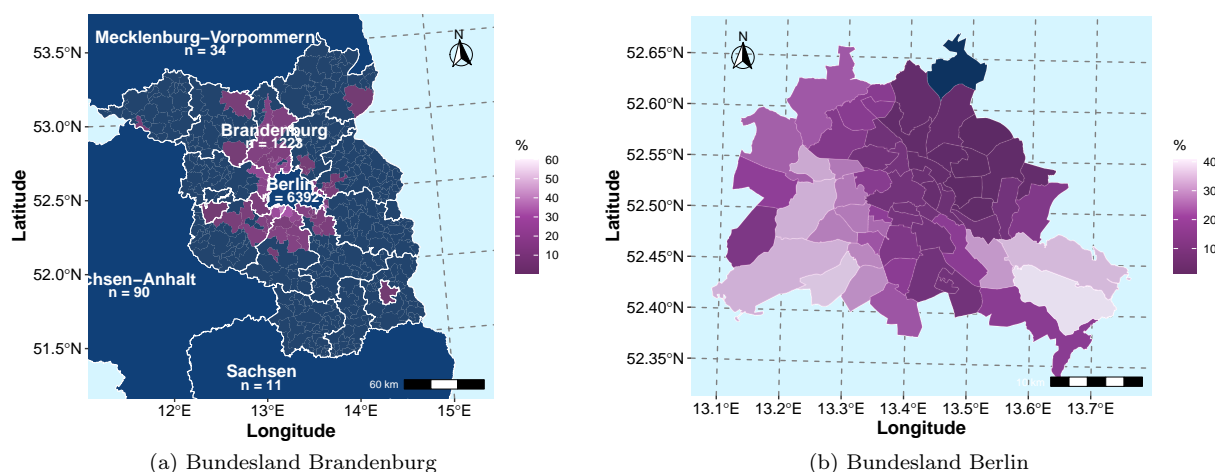 53.5°N
53.0°N
52.5°N
52.0°N
51.5°N
Latitude
Mecklenburg−Vorpommern
n = 34
N
Brandenburg
n = 1223
Berlin
n = 6392
chsen−Anhalt
n = 90
Sachsen
n = 11
60 km
12°E
13°E
14°E
15°E
Longitude
%
60
50
40
30
20
10
(a) Bundesland Brandenburg
52.65°N
52.60°N
52.55°N
52.50°N
52.45°N
52.40°N
52.35°N
Latitude
N
13.1°E
13.2°E
13.3°E
13.4°E
13.5°E
13.6°E
13.7°E
Longitude
%
40
30
20
10
(b) Bundesland Berlin